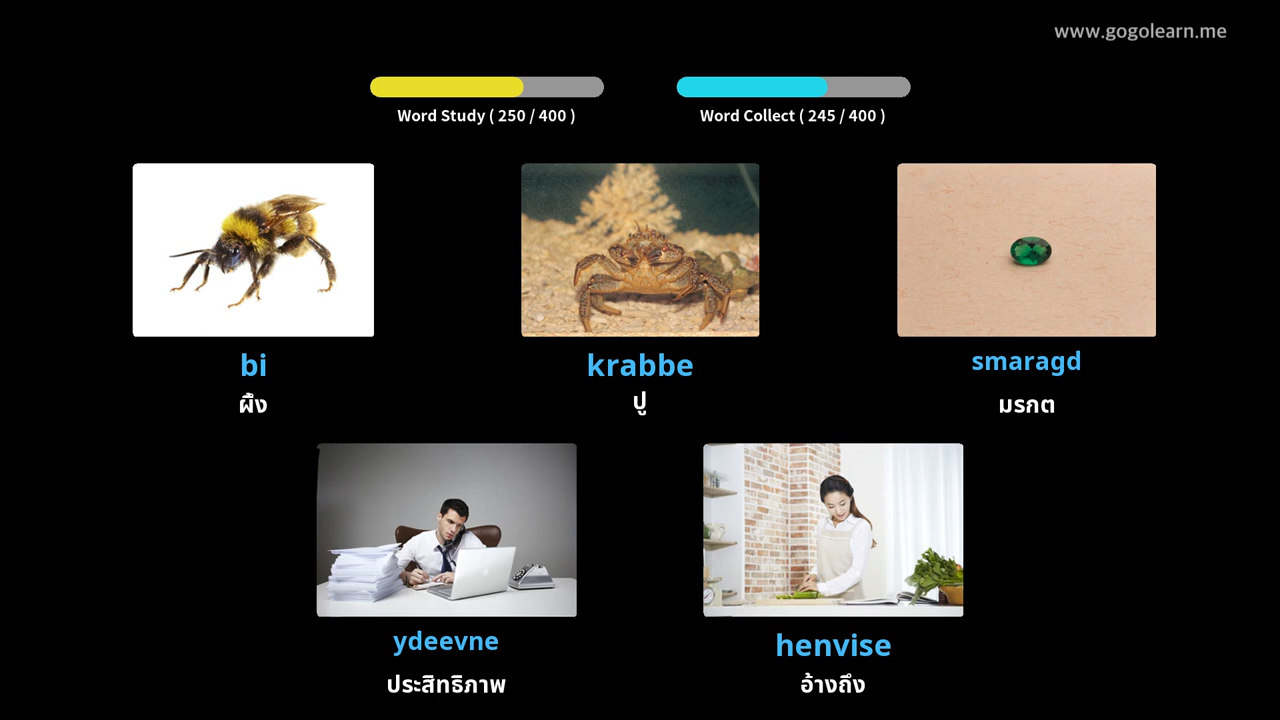 www.gogolearn.me
Word Study ( 250 / 400 )
Word Collect ( 245 / 400 )
bi
ผึ้ง
krabbe
ปู
smaragd
มรกต
ydeevne
ประสิทธิภาพ
henvise
อ้างถึง